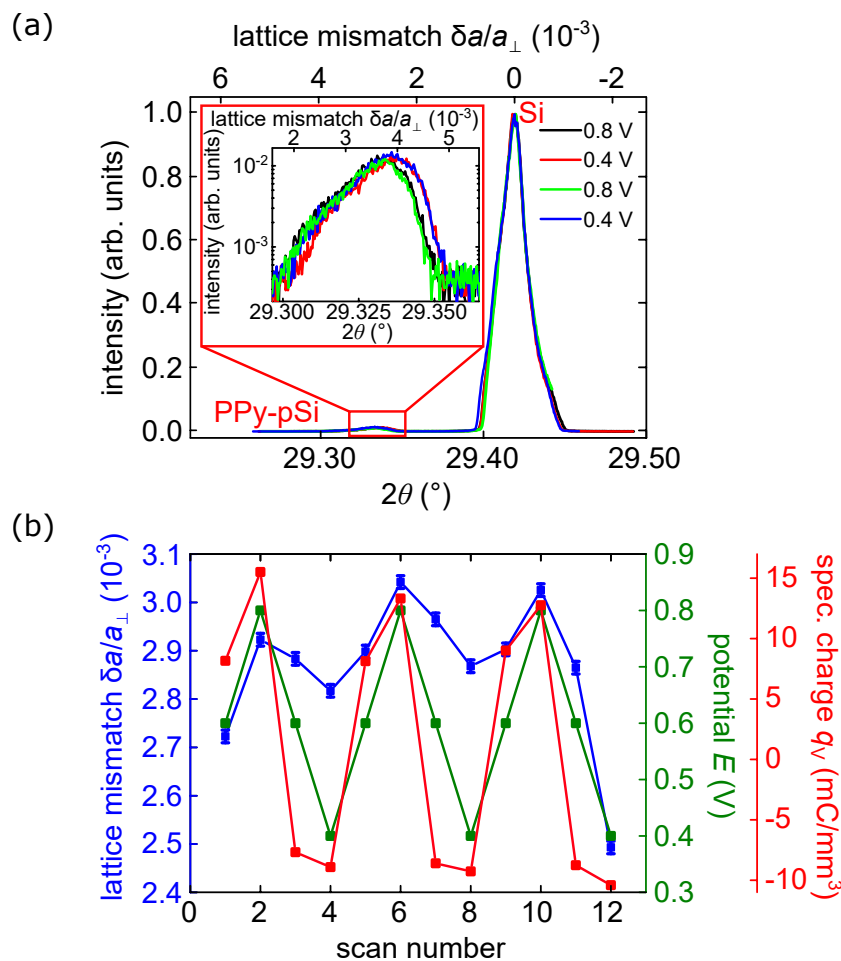 (a)
lattice mismatch δa/a⊥ (10⁻³)
6 4 2 0 -2
1.0
0.8
0.6
0.4
0.2
0.0
intensity (arb. units)
Si
0.8 V
0.4 V
0.8 V
0.4 V
lattice mismatch δa/a⊥ (10⁻³)
2 3 4 5
10⁻²
10⁻³
intensity (arb. units)
29.300 29.325 29.350
2θ (°)
PPy-pSi
29.30 29.40 29.50
2θ (°)
(b)
3.1
3.0
2.9
2.8
2.7
2.6
2.5
2.4
lattice mismatch δa/a⊥ (10⁻³)
0.9
0.8
0.7
0.6
0.5
0.4
0.3
potential E (V)
15
10
5
0
-5
-10
spec. charge qᵥ (mC/mm³)
0 2 4 6 8 10 12
scan number